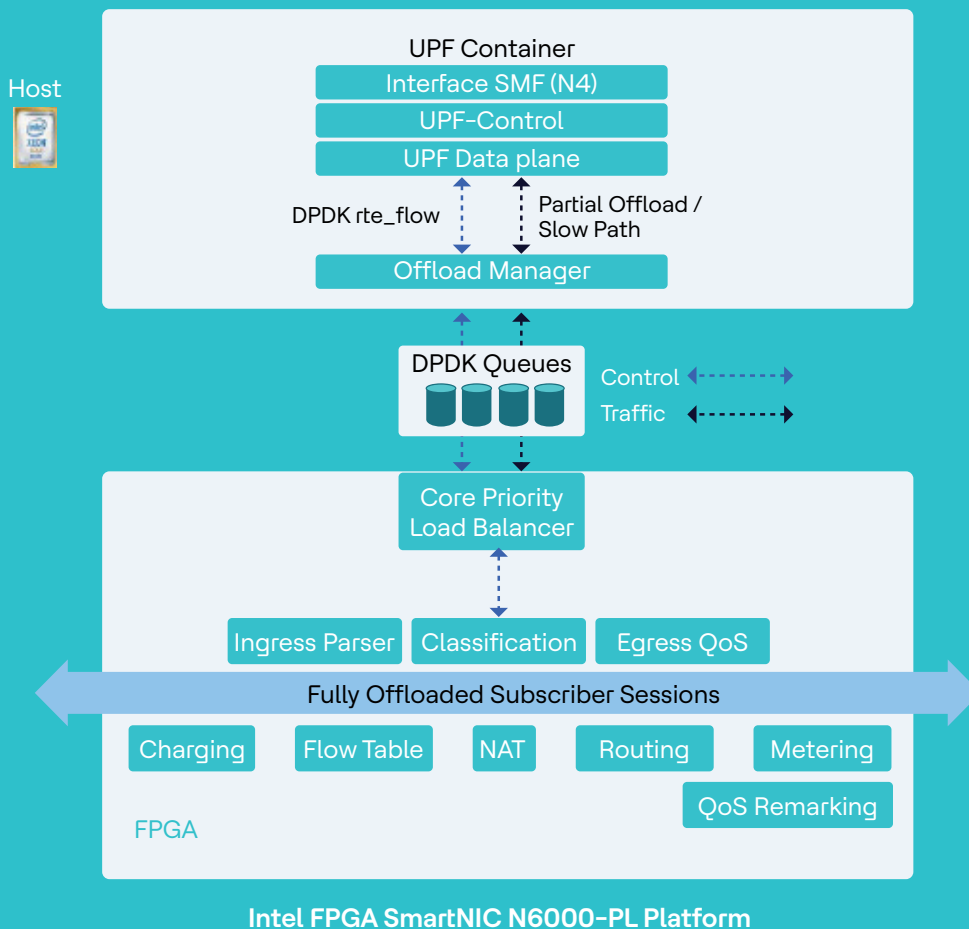 UPF Container
Host
Interface SMF (N4)
UPF-Control
UPF Data plane
DPDK rte_flow
Partial Offload /
Slow Path
Offload Manager
DPDK Queues
Control
Traffic
Core Priority
Load Balancer
Ingress Parser
Classification
Egress QoS
Fully Offloaded Subscriber Sessions
Charging
Flow Table
NAT
Routing
Metering
QoS Remarking
FPGA
Intel FPGA SmartNIC N6000-PL Platform